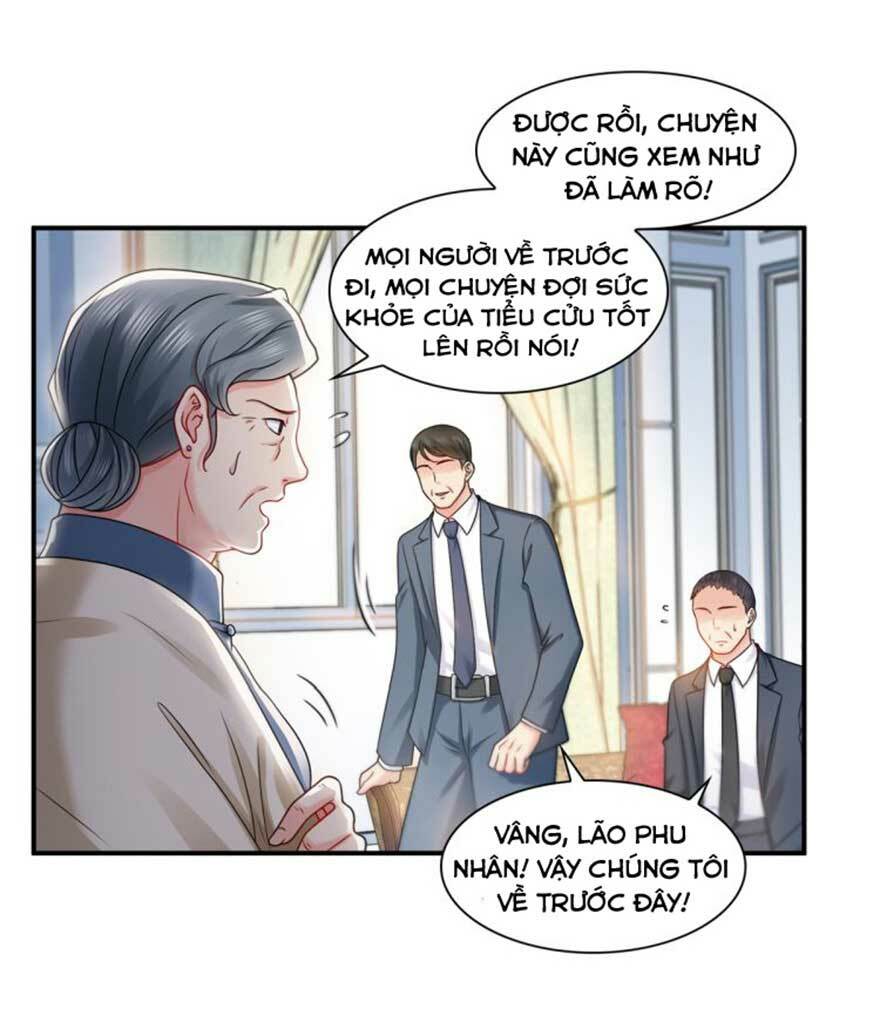 ĐƯỢC RỒI, CHUYỆN
NÀY CŨNG XEM NHƯ
ĐÃ LÀM RÕ!
MỌI NGƯỜI VỀ TRƯỚC
ĐI, MỌI CHUYỆN ĐỢI SỨC
KHỎE CỦA TIỂU CỬU TỐT
LÊN RỒI NÓI!
VÂNG, LÃO PHU
NHÂN! VẬY CHÚNG TÔI
VỀ TRƯỚC ĐÂY!